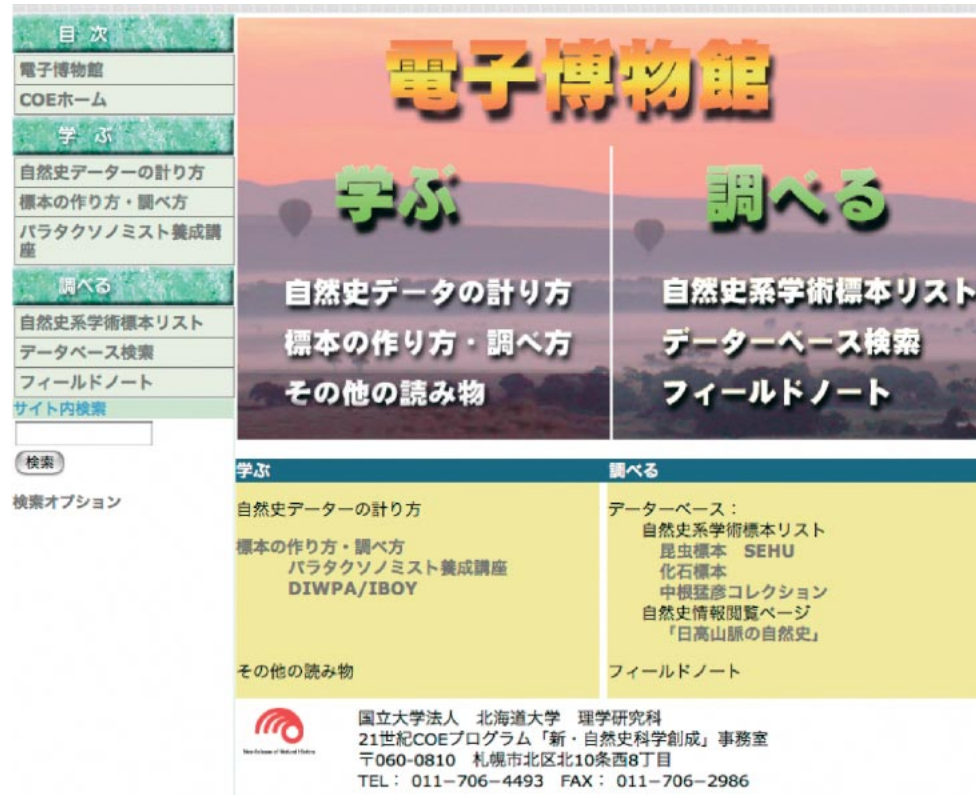 目 次
電子博物館
COEホーム
学 ぶ
自然史データーの計り方
標本の作り方・調べ方
パラタクソノミスト養成講
座
調べる
自然史系学術標本リスト
データベース検索
フィールドノート
サイト内検索
検索
検索オプション
電子博物館
学ぶ
自然史データの計り方
標本の作り方・調べ方
その他の読み物
調べる
自然史系学術標本リスト
データーベース検索
フィールドノート
学ぶ
自然史データーの計り方
標本の作り方・調べ方
パラタクソノミスト養成講座
DIWPA/IBOY
その他の読み物
調べる
データーベース：
自然史系学術標本リスト
昆虫標本 SEHU
化石標本
中根猛彦コレクション
自然史情報閲覧ページ
「日高山脈の自然史」
フィールドノート
国立大学法人 北海道大学 理学研究科
21世紀COEプログラム「新・自然史科学創成」事務室
〒060-0810 札幌市北区北10条西8丁目
TEL： 011−706−4493 FAX： 011−706−2986